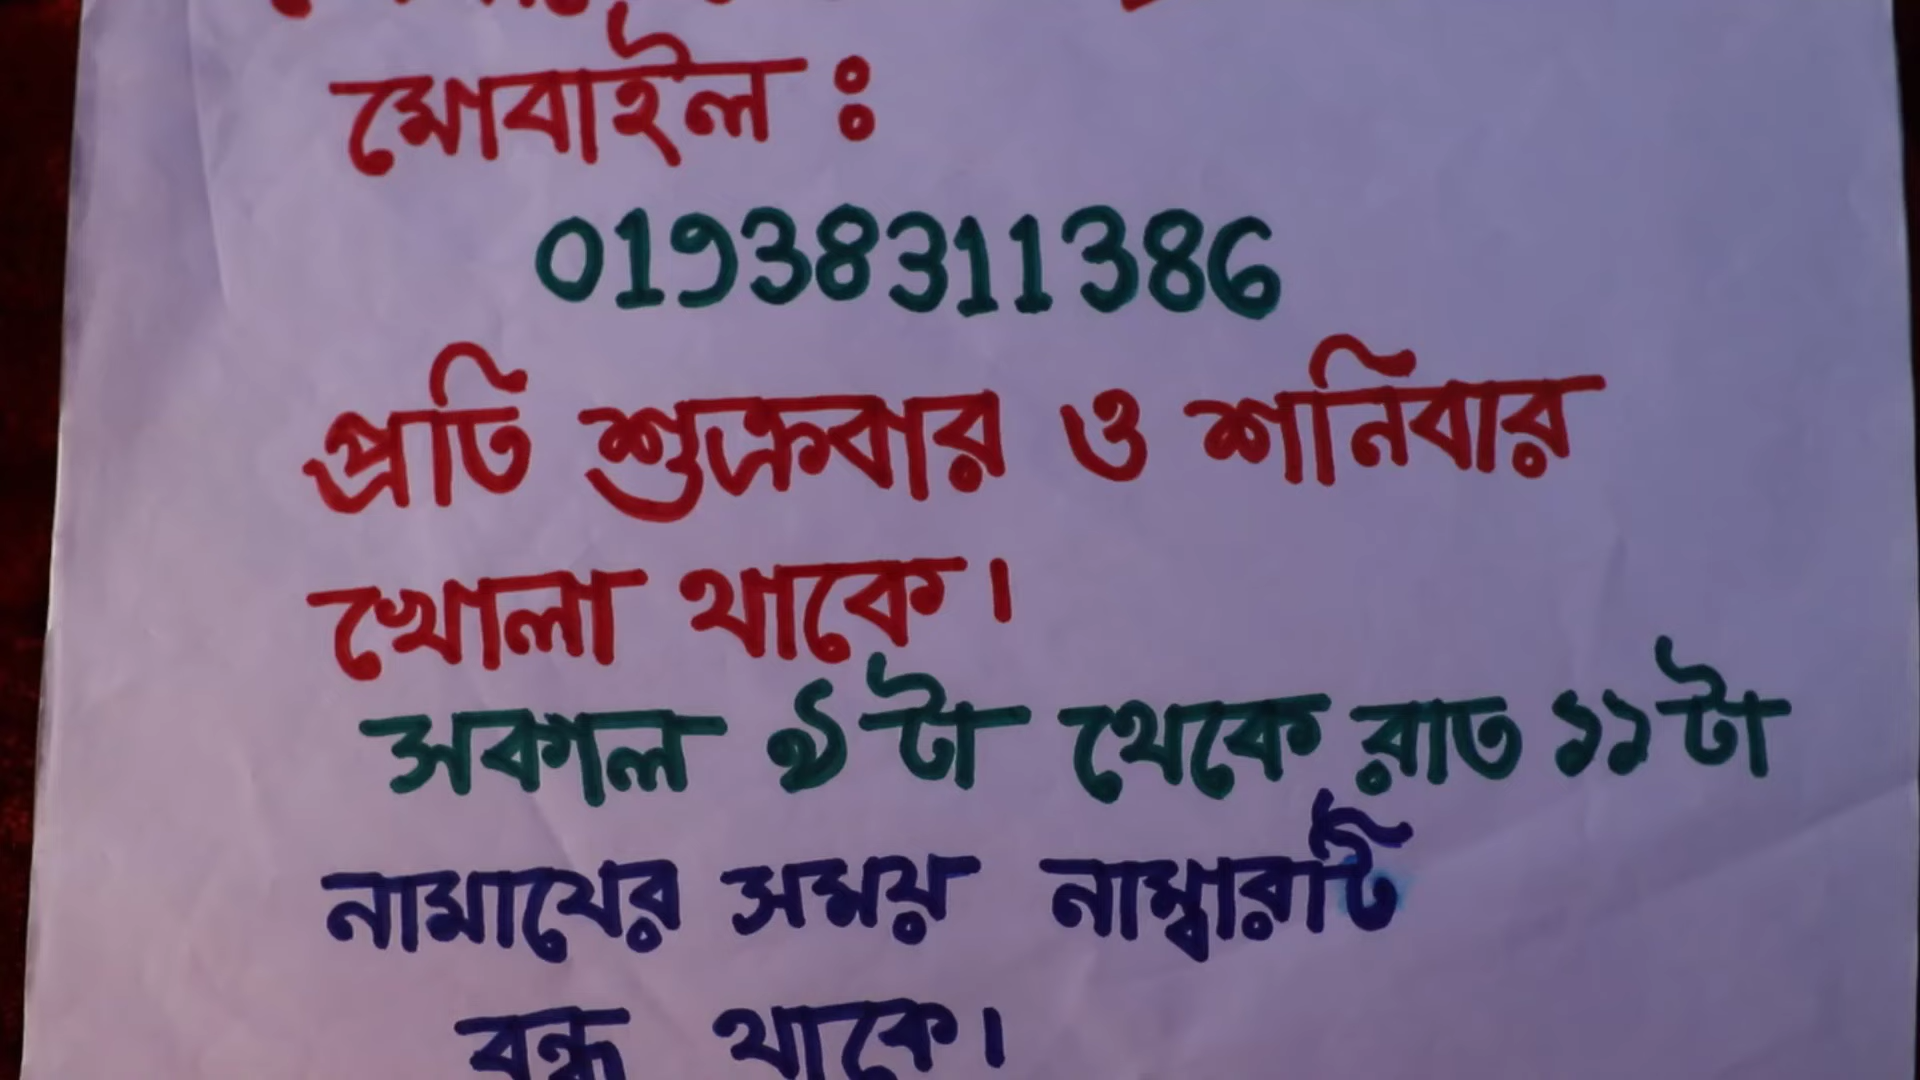 মোবাইল :
01938311386
প্রতি শুক্রবার ও শনিবার
খোলা থাকে।
সকাল ৯টা থেকে রাত ১১টা
নামাযের সময় নাম্বারটি
বন্ধ থাকে।